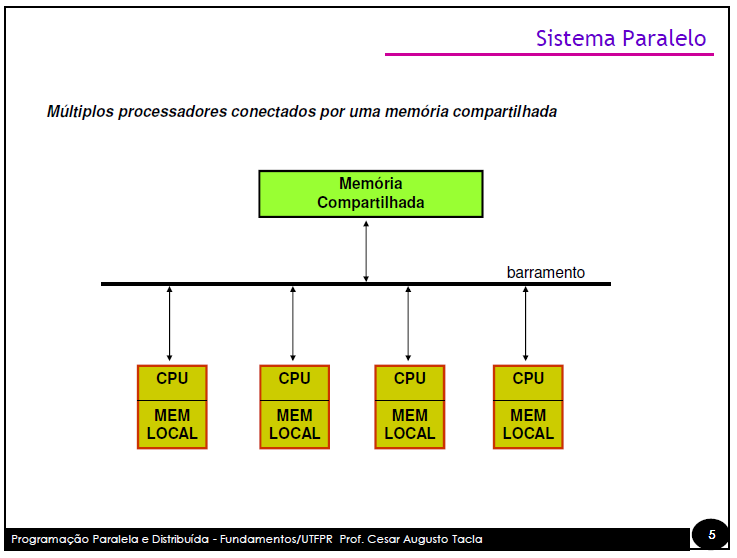 Sistema Paralelo
Múltiplos processadores conectados por uma memória compartilhada
Memória
Compartilhada
barramento
CPU CPU CPU CPU
MEM MEM MEM MEM
LOCAL LOCAL LOCAL LOCAL
Programação Paralela e Distribuída - Fundamentos/UTFPR Prof. Cesar Augusto Tacla
5